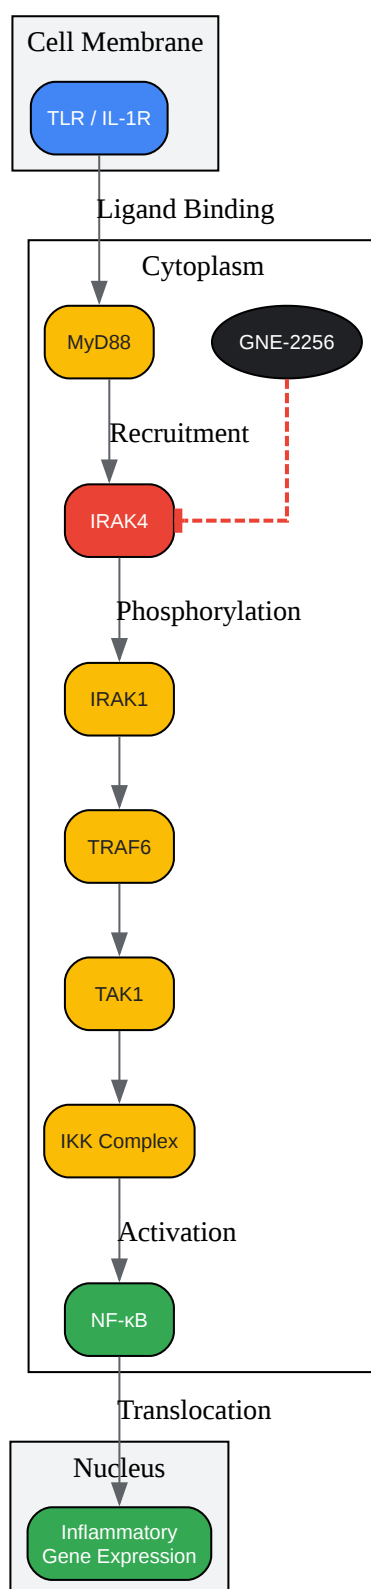 Cell Membrane
TLR / IL-1R
Ligand Binding
Cytoplasm
MyD88
GNE-2256
Recruitment
IRAK4
Phosphorylation
IRAK1
TRAF6
TAK1
IKK Complex
Activation
NF-κB
Translocation
Nucleus
Inflammatory
Gene Expression